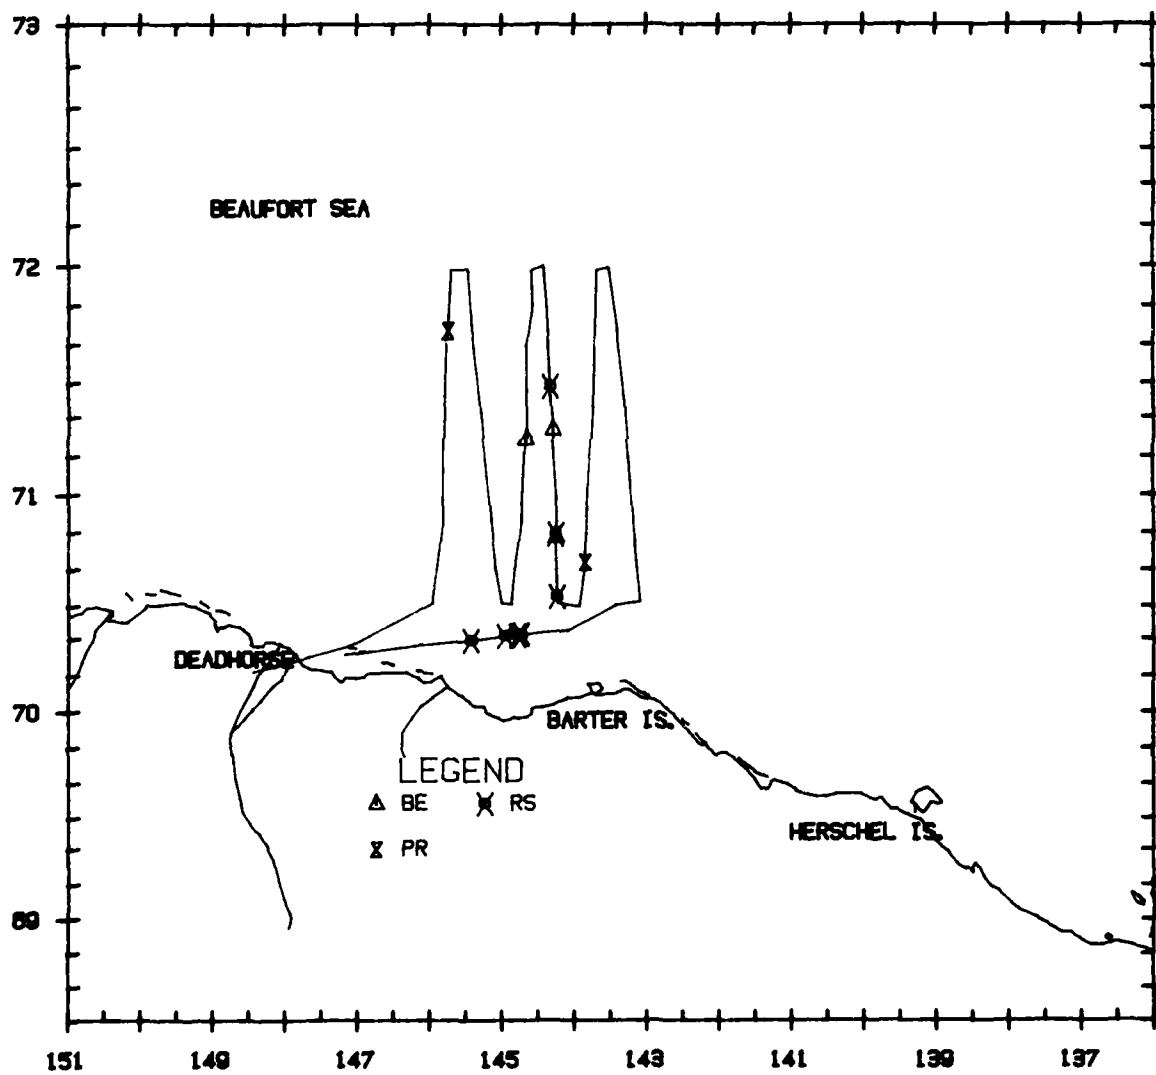 73
BEAUFORT SEA
72
71
DEADHORSE
70
BARTER IS.
LEGEND
BE RS
HERSCHEL IS.
PR
69
151 149 147 145 143 141 139 137